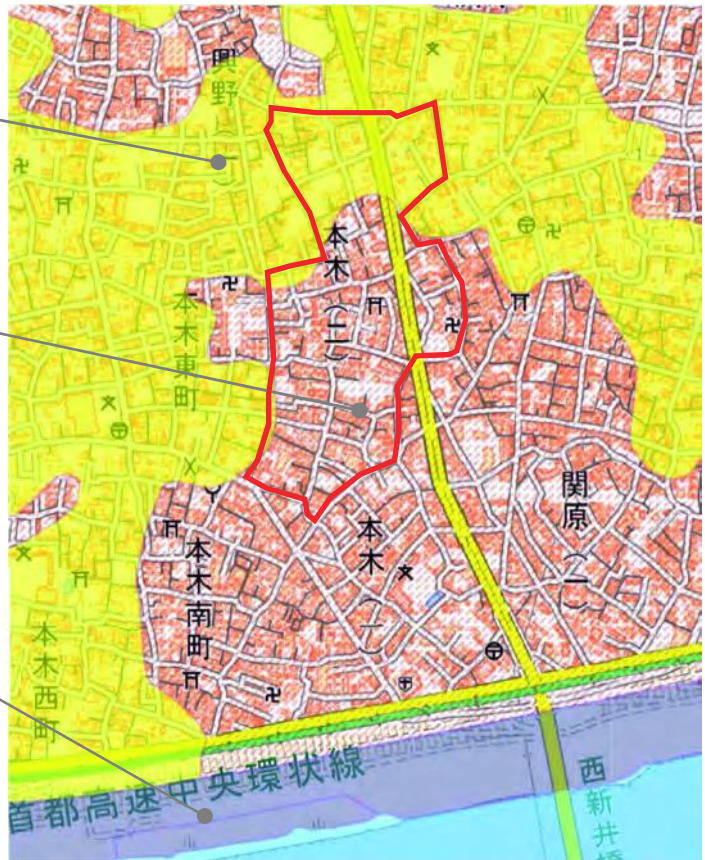 興野(一)
本木(二)
本木東町
関原(二)
本木(一)
本木南町
本木西町
首都高速中央環状線
西新井橋